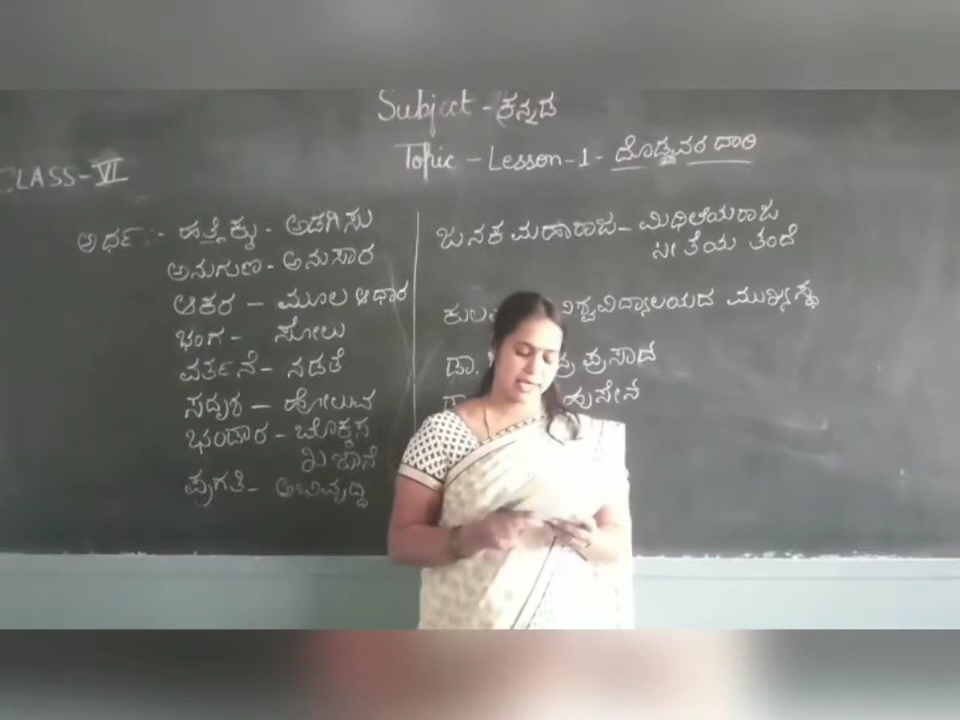 Subject - ಕನ್ನಡ
Topic - Lesson - 1 - ದೊಡ್ಡವರ ದಾರಿ
CLASS - VI
ಅರ್ಥ :- ಹತ್ತಿಕ್ಕು - ಅಡಗಿಸು
ಅನುಗುಣ - ಅನುಸಾರ
ಆಕರ - ಮೂಲ ಆಧಾರ
ಭಂಗ - ಸೋಲು
ವರ್ತನೆ - ನಡತೆ
ಸದೃಶ - ಹೋಲುವ
ಭಂಡಾರ - ಬೊಕ್ಕಸ
ಖಜಾನೆ
ಪ್ರಗತಿ - ಅಭಿವೃದ್ಧಿ
ಜನಕ ಮಹಾರಾಜ - ಮಿಥಿಲೆಯ ರಾಜ
ಸೀತೆಯ ತಂದೆ
ವಿಶ್ವವಿದ್ಯಾಲಯದ ಮುಖ್ಯಸ್ಥ
ಡಾ. ಪ್ರಸಾದ
ಹುಸೇನ